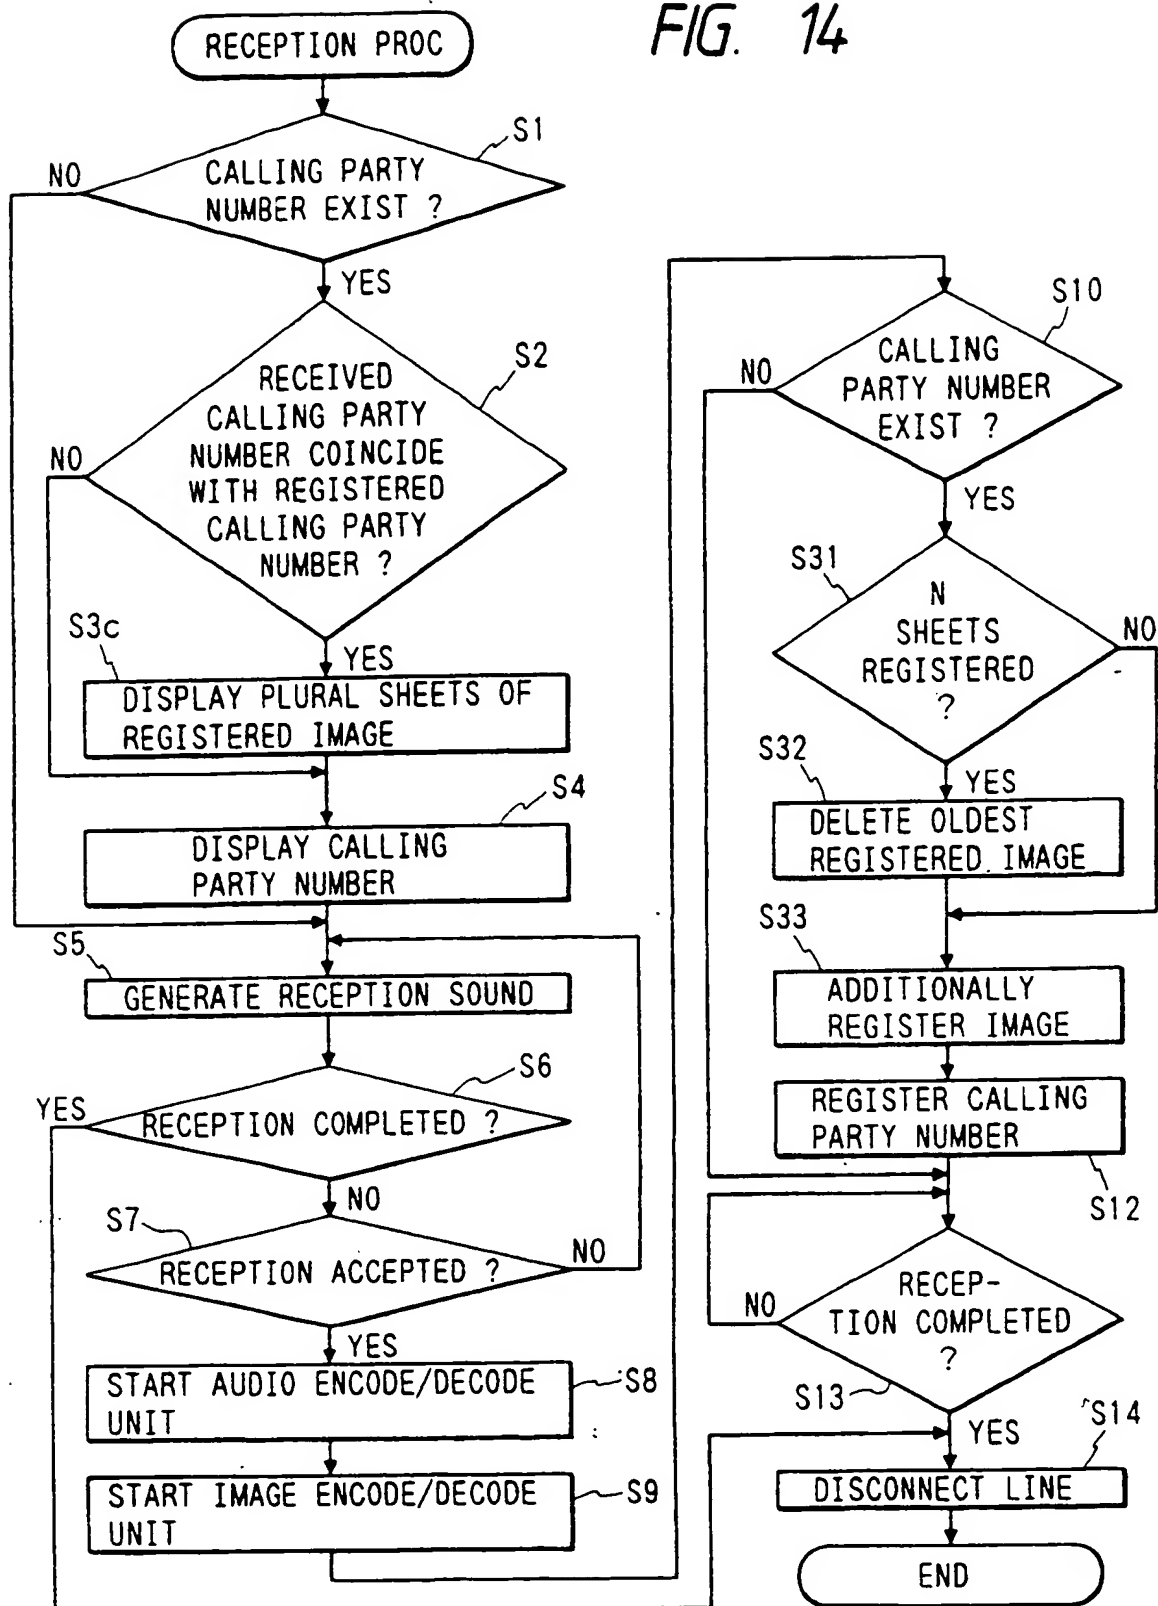 FIG. 14
RECEPTION PROC
S1
NO
CALLING PARTY
NUMBER EXIST ?
YES
S2
NO
RECEIVED
CALLING PARTY
NUMBER COINCIDE
WITH REGISTERED
CALLING PARTY
NUMBER ?
S3c
YES
DISPLAY PLURAL SHEETS OF
REGISTERED IMAGE
S4
DISPLAY CALLING
PARTY NUMBER
S5
GENERATE RECEPTION SOUND
S6
YES
RECEPTION COMPLETED ?
NO
S7
NO
RECEPTION ACCEPTED ?
YES
START AUDIO ENCODE/DECODE
UNIT
S8
START IMAGE ENCODE/DECODE
UNIT
S9
S10
NO
CALLING
PARTY NUMBER
EXIST ?
YES
S31
N
SHEETS
REGISTERED
?
NO
S32
YES
DELETE OLDEST
REGISTERED IMAGE
S33
ADDITIONALLY
REGISTER IMAGE
REGISTER CALLING
PARTY NUMBER
S12
NO
RECEP-
TION COMPLETED
?
S13
YES
S14
DISCONNECT LINE
END